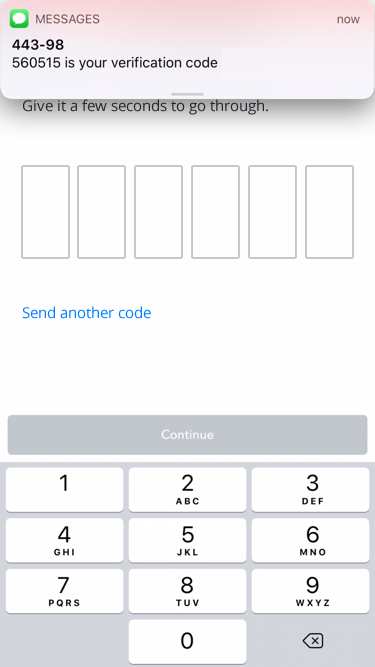 MESSAGES now
443-98
560515 is your verification code
Give it a few seconds to go through.
Send another code
Continue
1 2 3
ABC DEF
4 5 6
GHI JKL MNO
7 8 9
PQRS TUV WXYZ
0